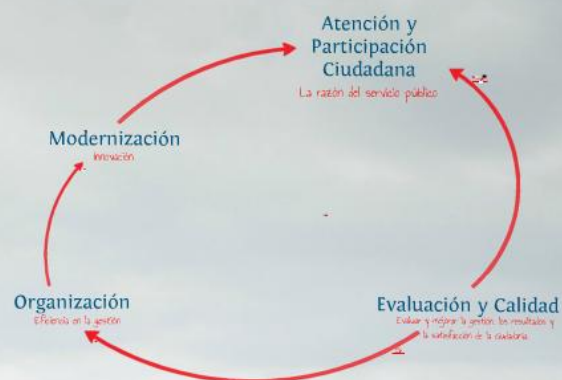 Atención y
Participación
Ciudadana
La razón del servicio público
Modernización
Innovación
Organización
Eficiencia en la gestión
Evaluación y Calidad
Evaluar y mejorar la gestión, los resultados y
la satisfacción de la ciudadanía